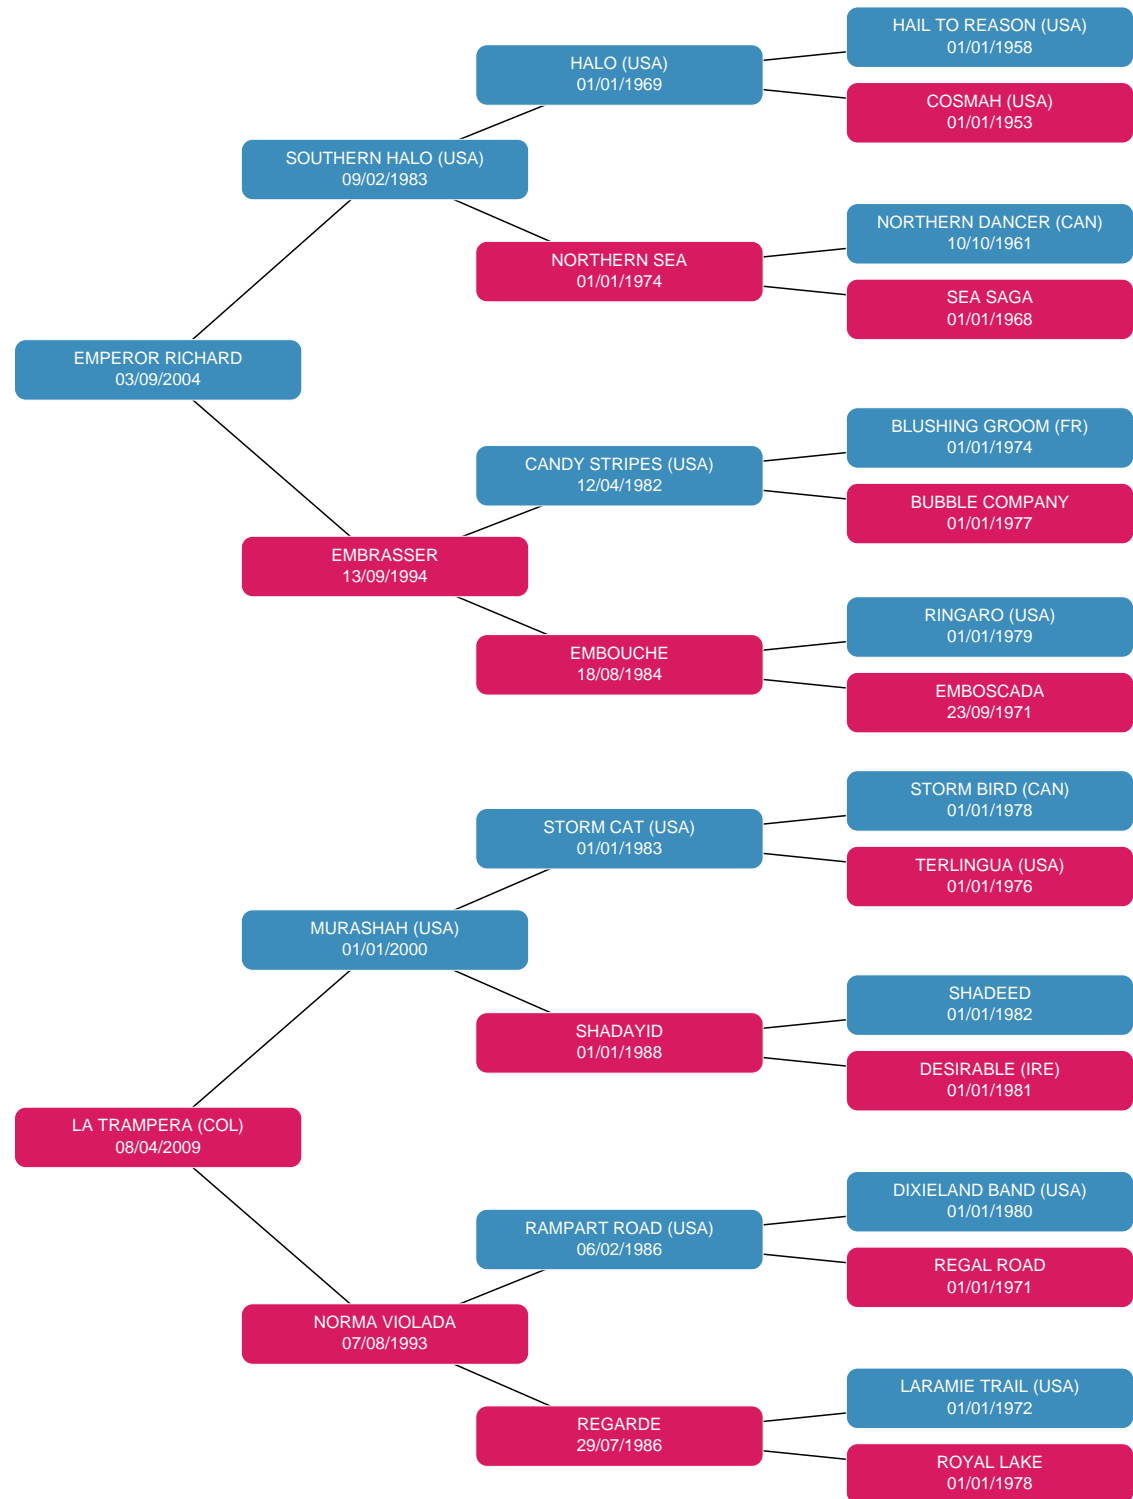 HAIL TO REASON (USA)
01/01/1958
HALO (USA)
01/01/1969
COSMAH (USA)
01/01/1953
SOUTHERN HALO (USA)
09/02/1983
NORTHERN DANCER (CAN)
10/10/1961
NORTHERN SEA
01/01/1974
SEA SAGA
01/01/1968
EMPEROR RICHARD
03/09/2004
BLUSHING GROOM (FR)
01/01/1974
CANDY STRIPES (USA)
12/04/1982
BUBBLE COMPANY
01/01/1977
EMBRASSER
13/09/1994
RINGARO (USA)
01/01/1979
EMBOUCHE
18/08/1984
EMBOSCADA
23/09/1971
STORM BIRD (CAN)
01/01/1978
STORM CAT (USA)
01/01/1983
TERLINGUA (USA)
01/01/1976
MURASHAH (USA)
01/01/2000
SHADEED
01/01/1982
SHADAYID
01/01/1988
DESIRABLE (IRE)
01/01/1981
LA TRAMPERA (COL)
08/04/2009
DIXIELAND BAND (USA)
01/01/1980
RAMPART ROAD (USA)
06/02/1986
REGAL ROAD
01/01/1971
NORMA VIOLADA
07/08/1993
LARAMIE TRAIL (USA)
01/01/1972
REGARDE
29/07/1986
ROYAL LAKE
01/01/1978